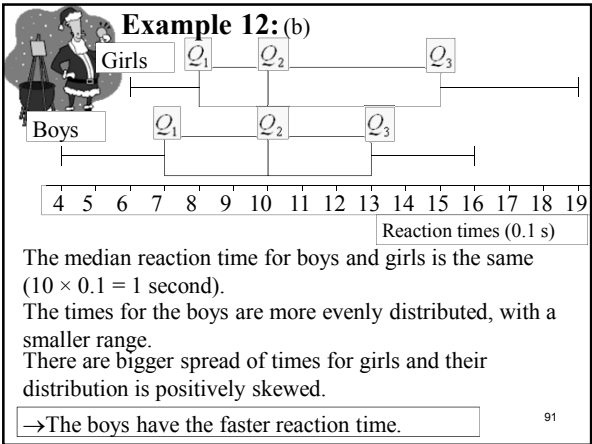 Example 12: (b)
Girls Q1 Q2 Q3
Boys Q1 Q2 Q3
4 5 6 7 8 9 10 11 12 13 14 15 16 17 18 19
Reaction times (0.1 s)
The median reaction time for boys and girls is the same
(10 × 0.1 = 1 second).
The times for the boys are more evenly distributed, with a
smaller range.
There are bigger spread of times for girls and their
distribution is positively skewed.
→The boys have the faster reaction time.
91